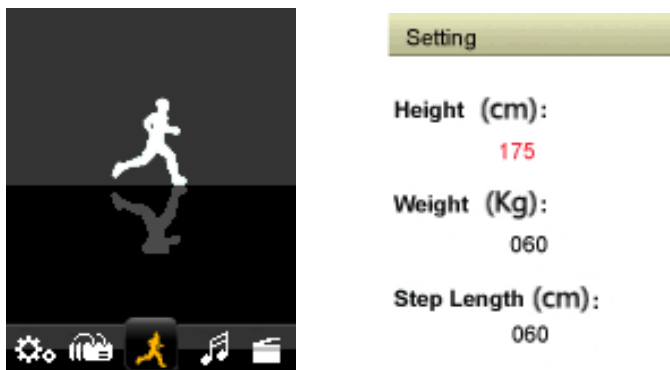 Setting
Height (cm):
175
Weight (Kg):
060
Step Length (cm):
060